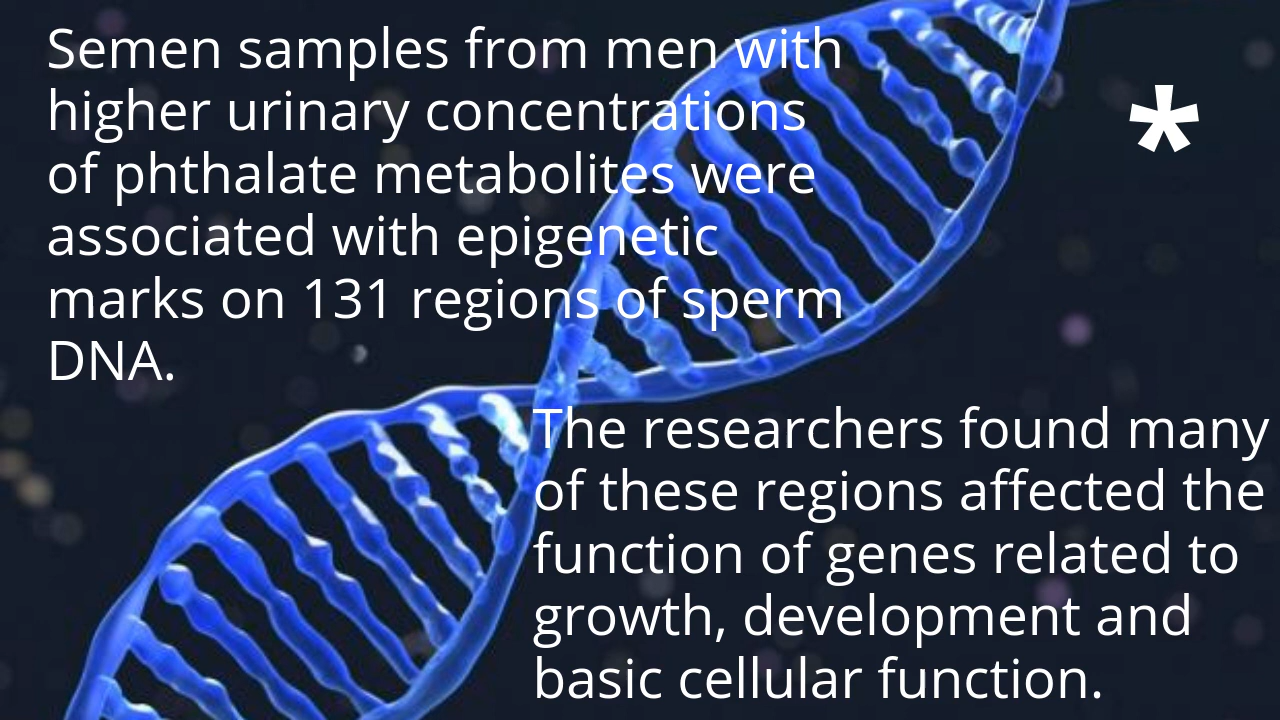 Semen samples from men with
higher urinary concentrations
of phthalate metabolites were
associated with epigenetic
marks on 131 regions of sperm
DNA.
*
The researchers found many
of these regions affected the
function of genes related to
growth, development and
basic cellular function.